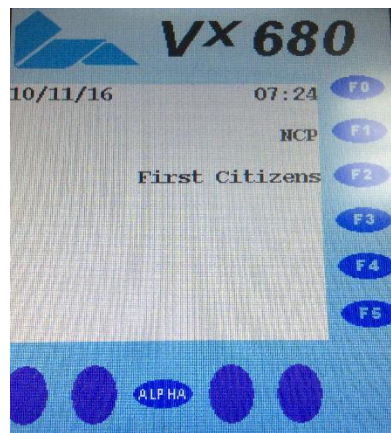 Vx 680
10/11/16 07:24 F0
NCP F1
First Citizens F2
F3
F4
F5
ALPHA